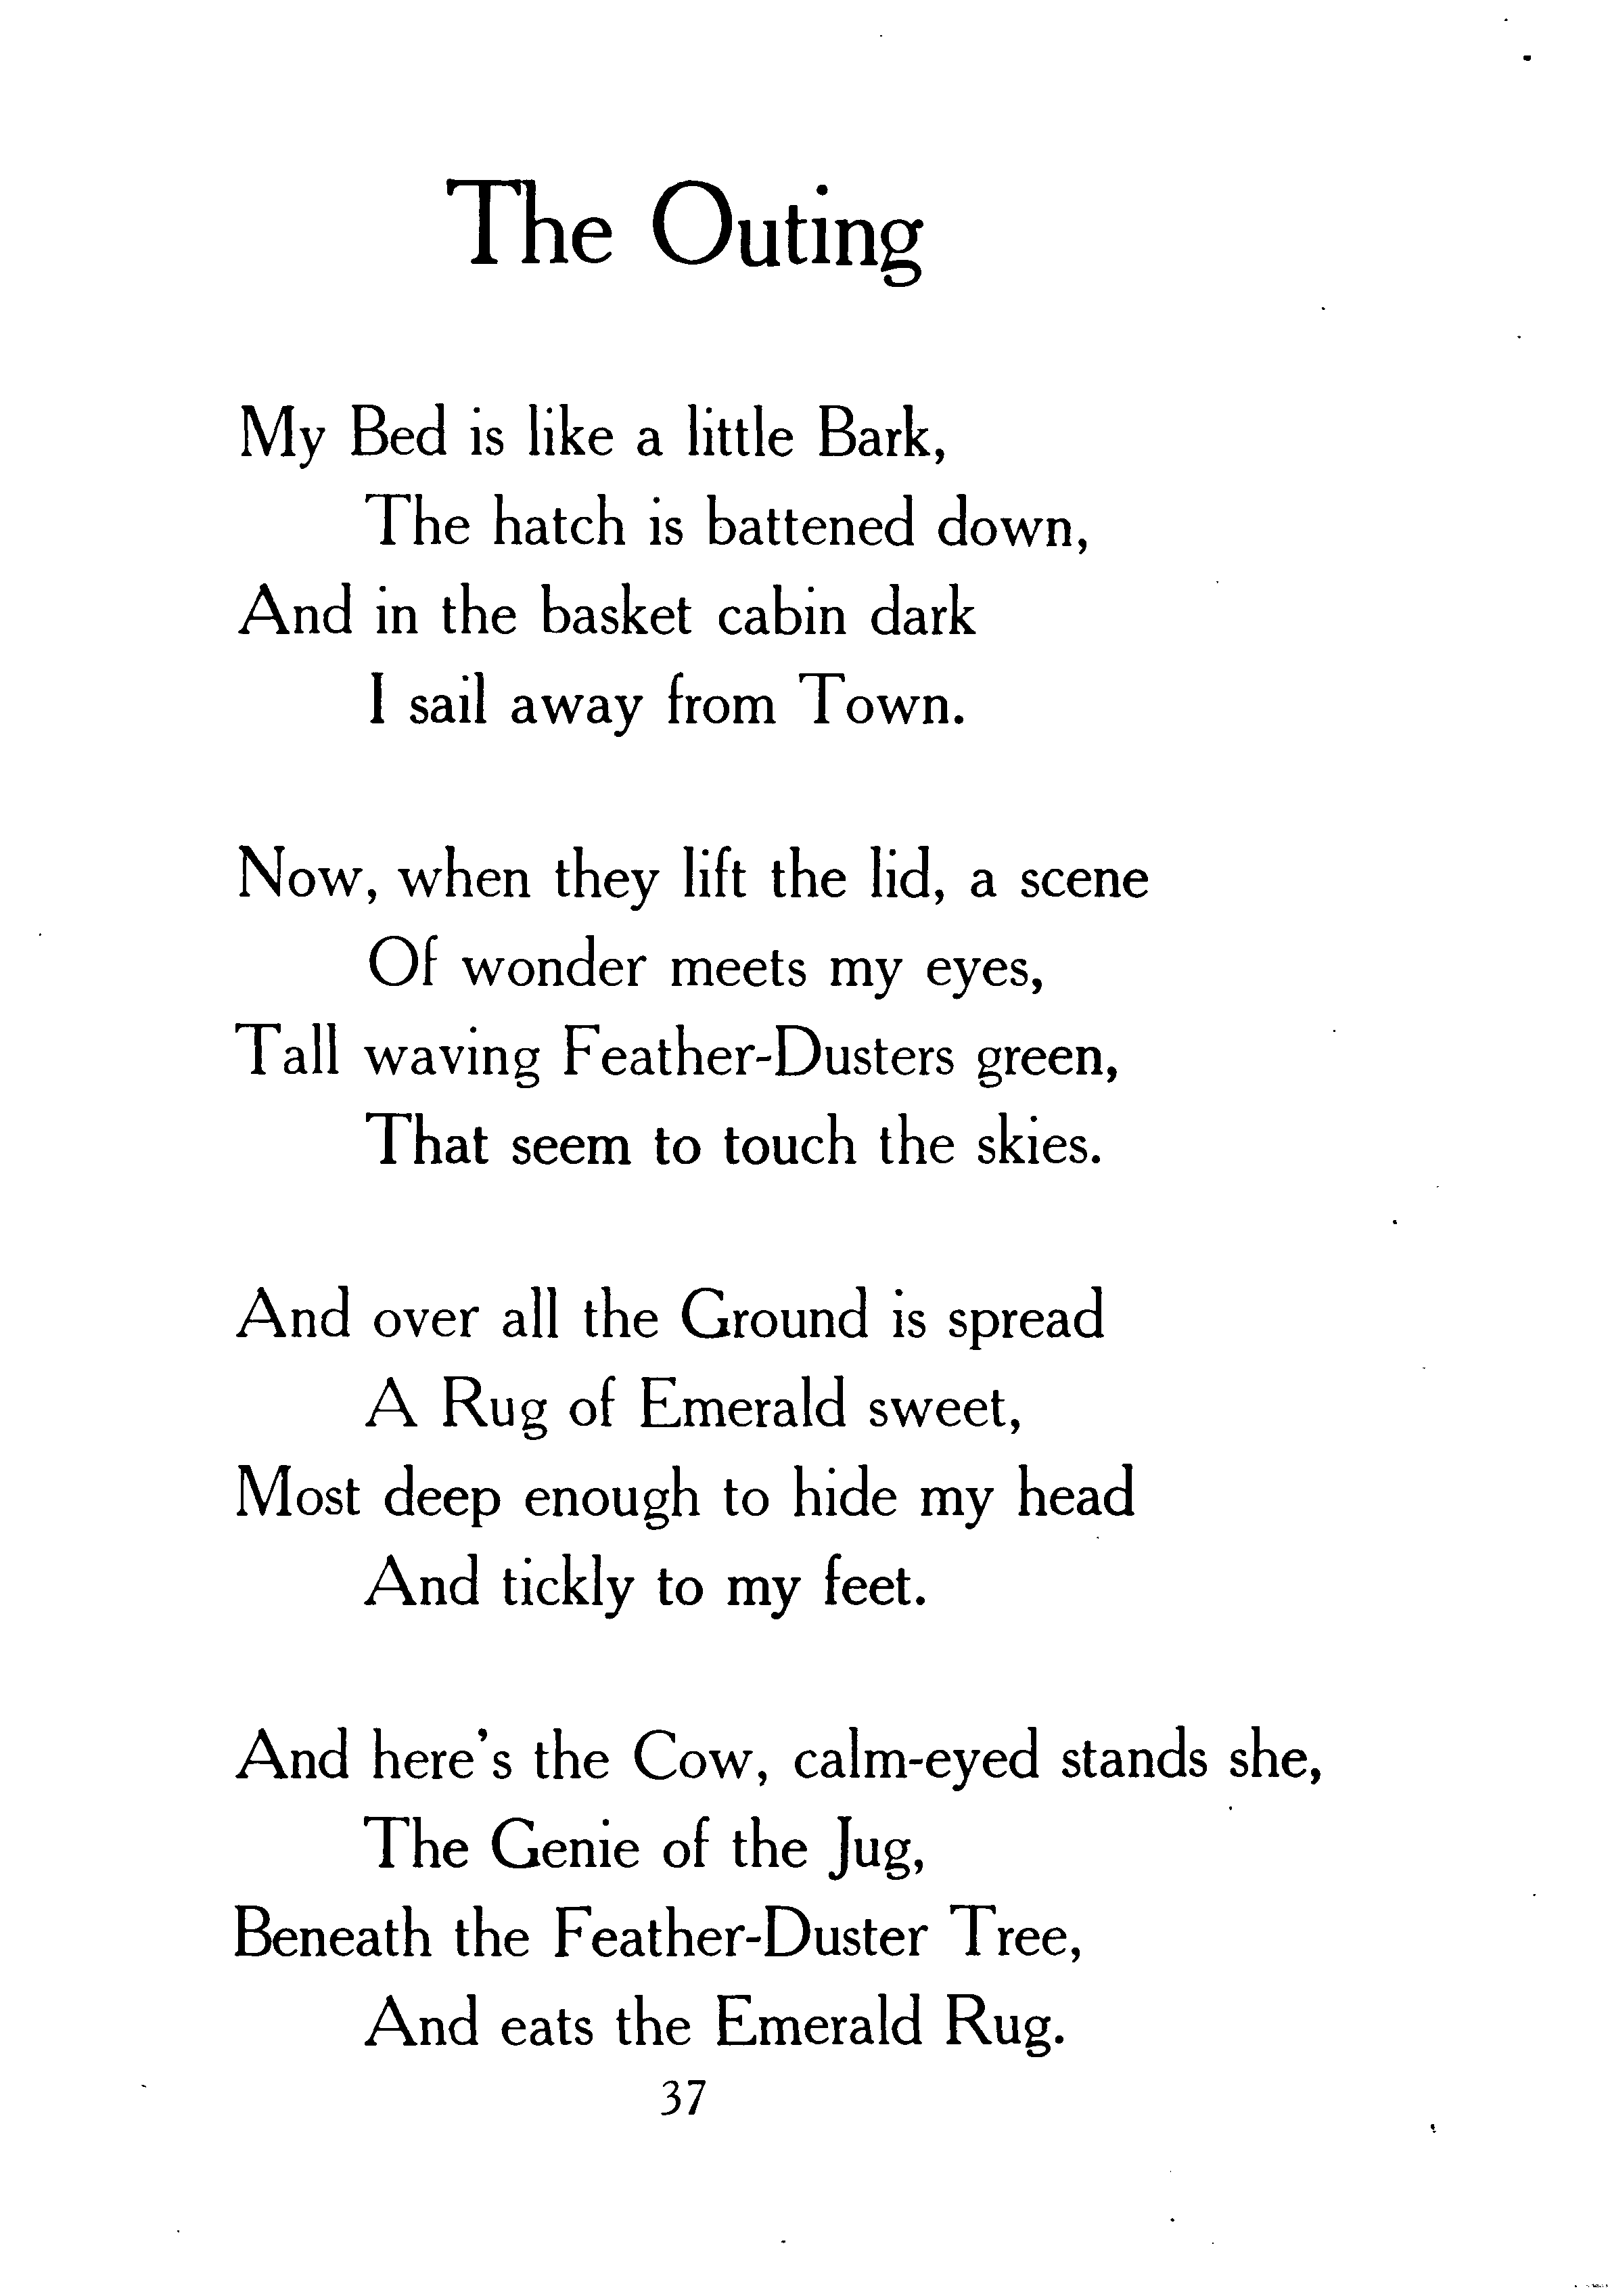 The Outing
My Bed is like a little Bark,
The hatch is battened down,
And in the basket cabin dark
I sail away from Town.
Now, when they lift the lid, a scene
Of wonder meets my eyes,
Tall waving Feather-Dusters green,
That seem to touch the skies.
And over all the Ground is spread
A Rug of Emerald sweet,
Most deep enough to hide my head
And tickly to my feet.
And here's the Cow, calm-eyed stands she,
The Genie of the Jug,
Beneath the Feather-Duster Tree,
And eats the Emerald Rug.
37